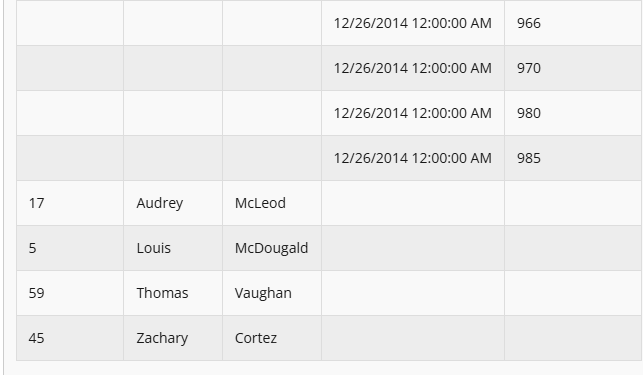 12/26/2014 12:00:00 AM 966
12/26/2014 12:00:00 AM 970
12/26/2014 12:00:00 AM 980
12/26/2014 12:00:00 AM 985
17 Audrey McLeod
5 Louis McDougald
59 Thomas Vaughan
45 Zachary Cortez